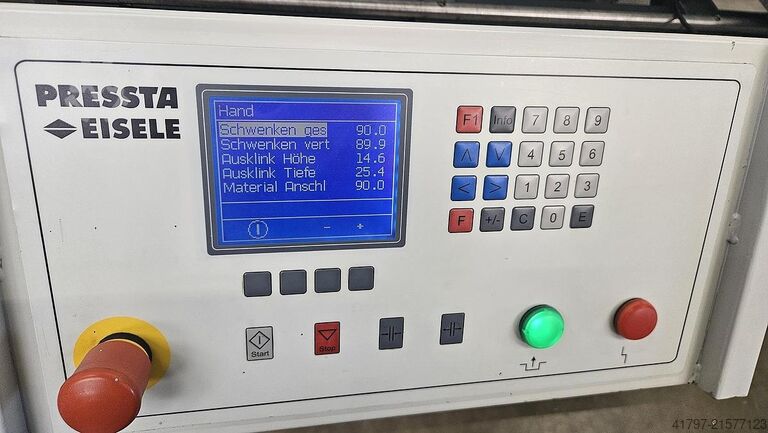 PRESSTA
EISELE
Hand
Schwenken ges 90.0
Schwenken vert 89.9
Ausklink Höhe 14.6
Ausklink Tiefe 25.4
Material Anschl 90.0
- +
F1 Info 7 8 9
4 5 6
< > 1 2 3
F +/- C 0 E
Start
Stop
41797-21577123